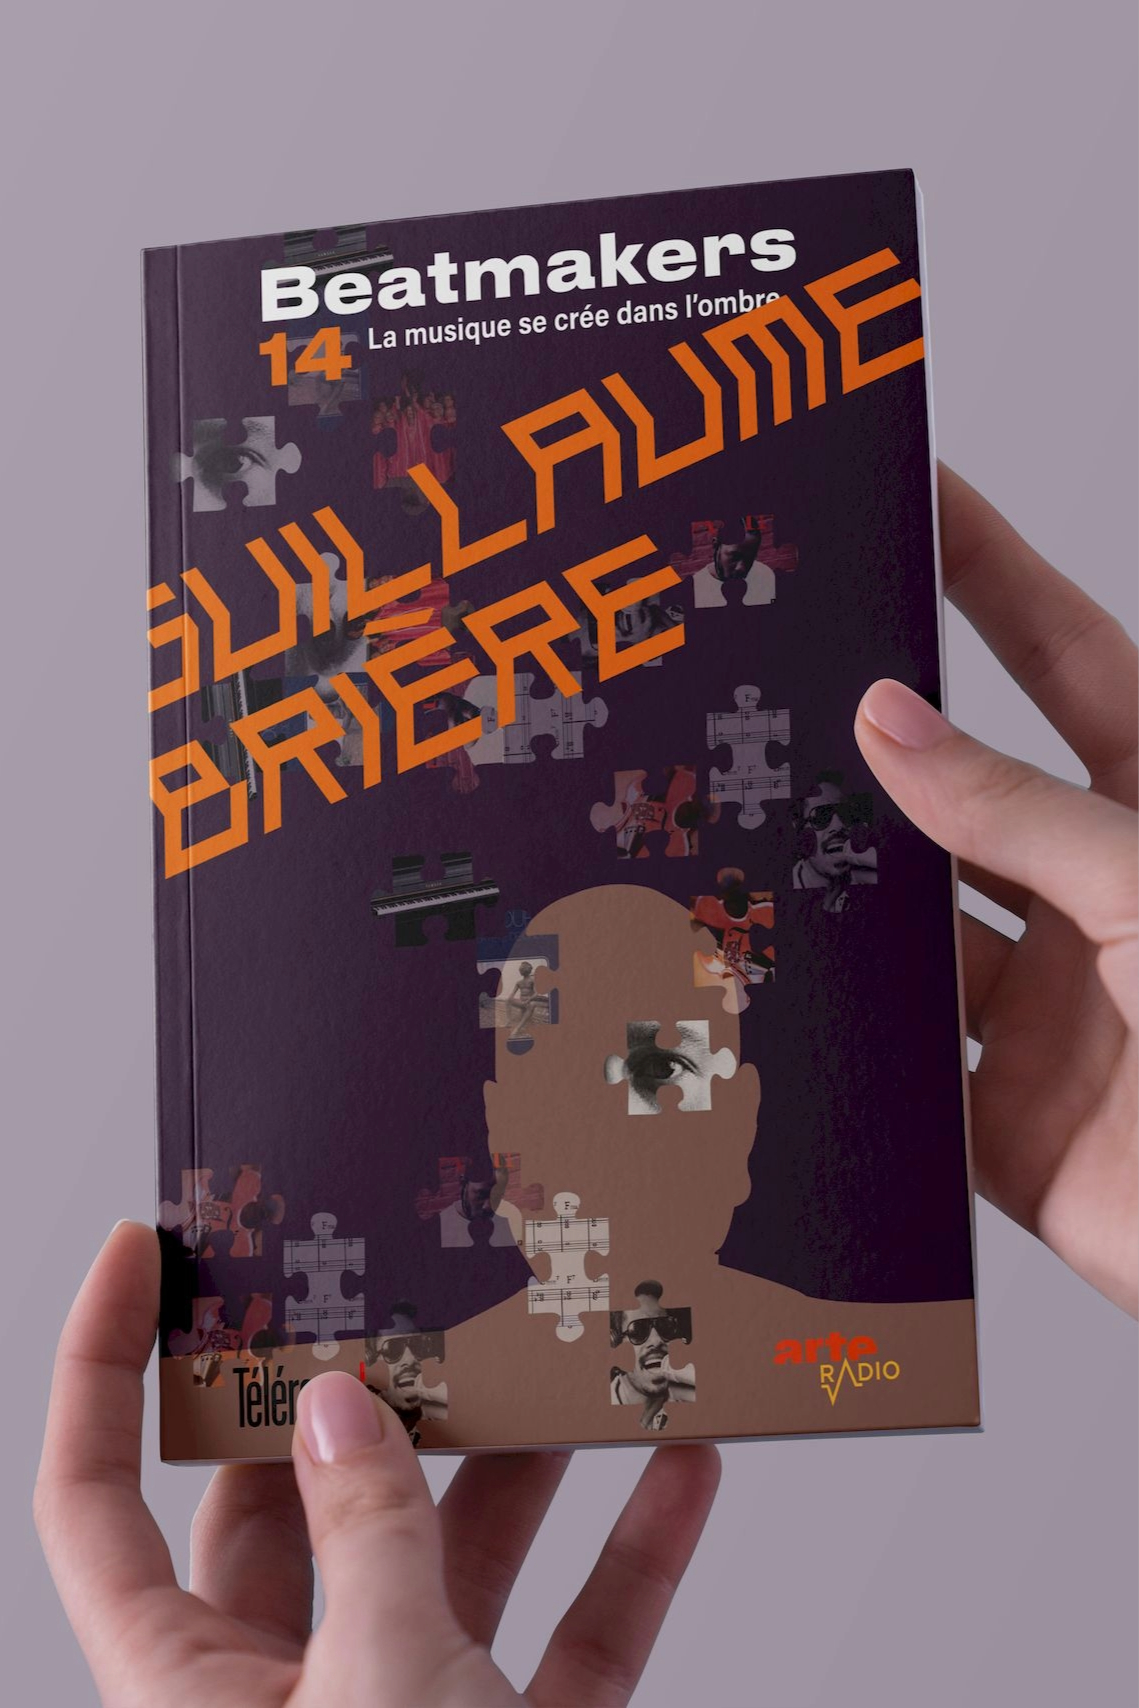 Beatmakers
14 La musique se crée dans l'ombre
GUILLAUME
BRIÈRE
arte
RADIO